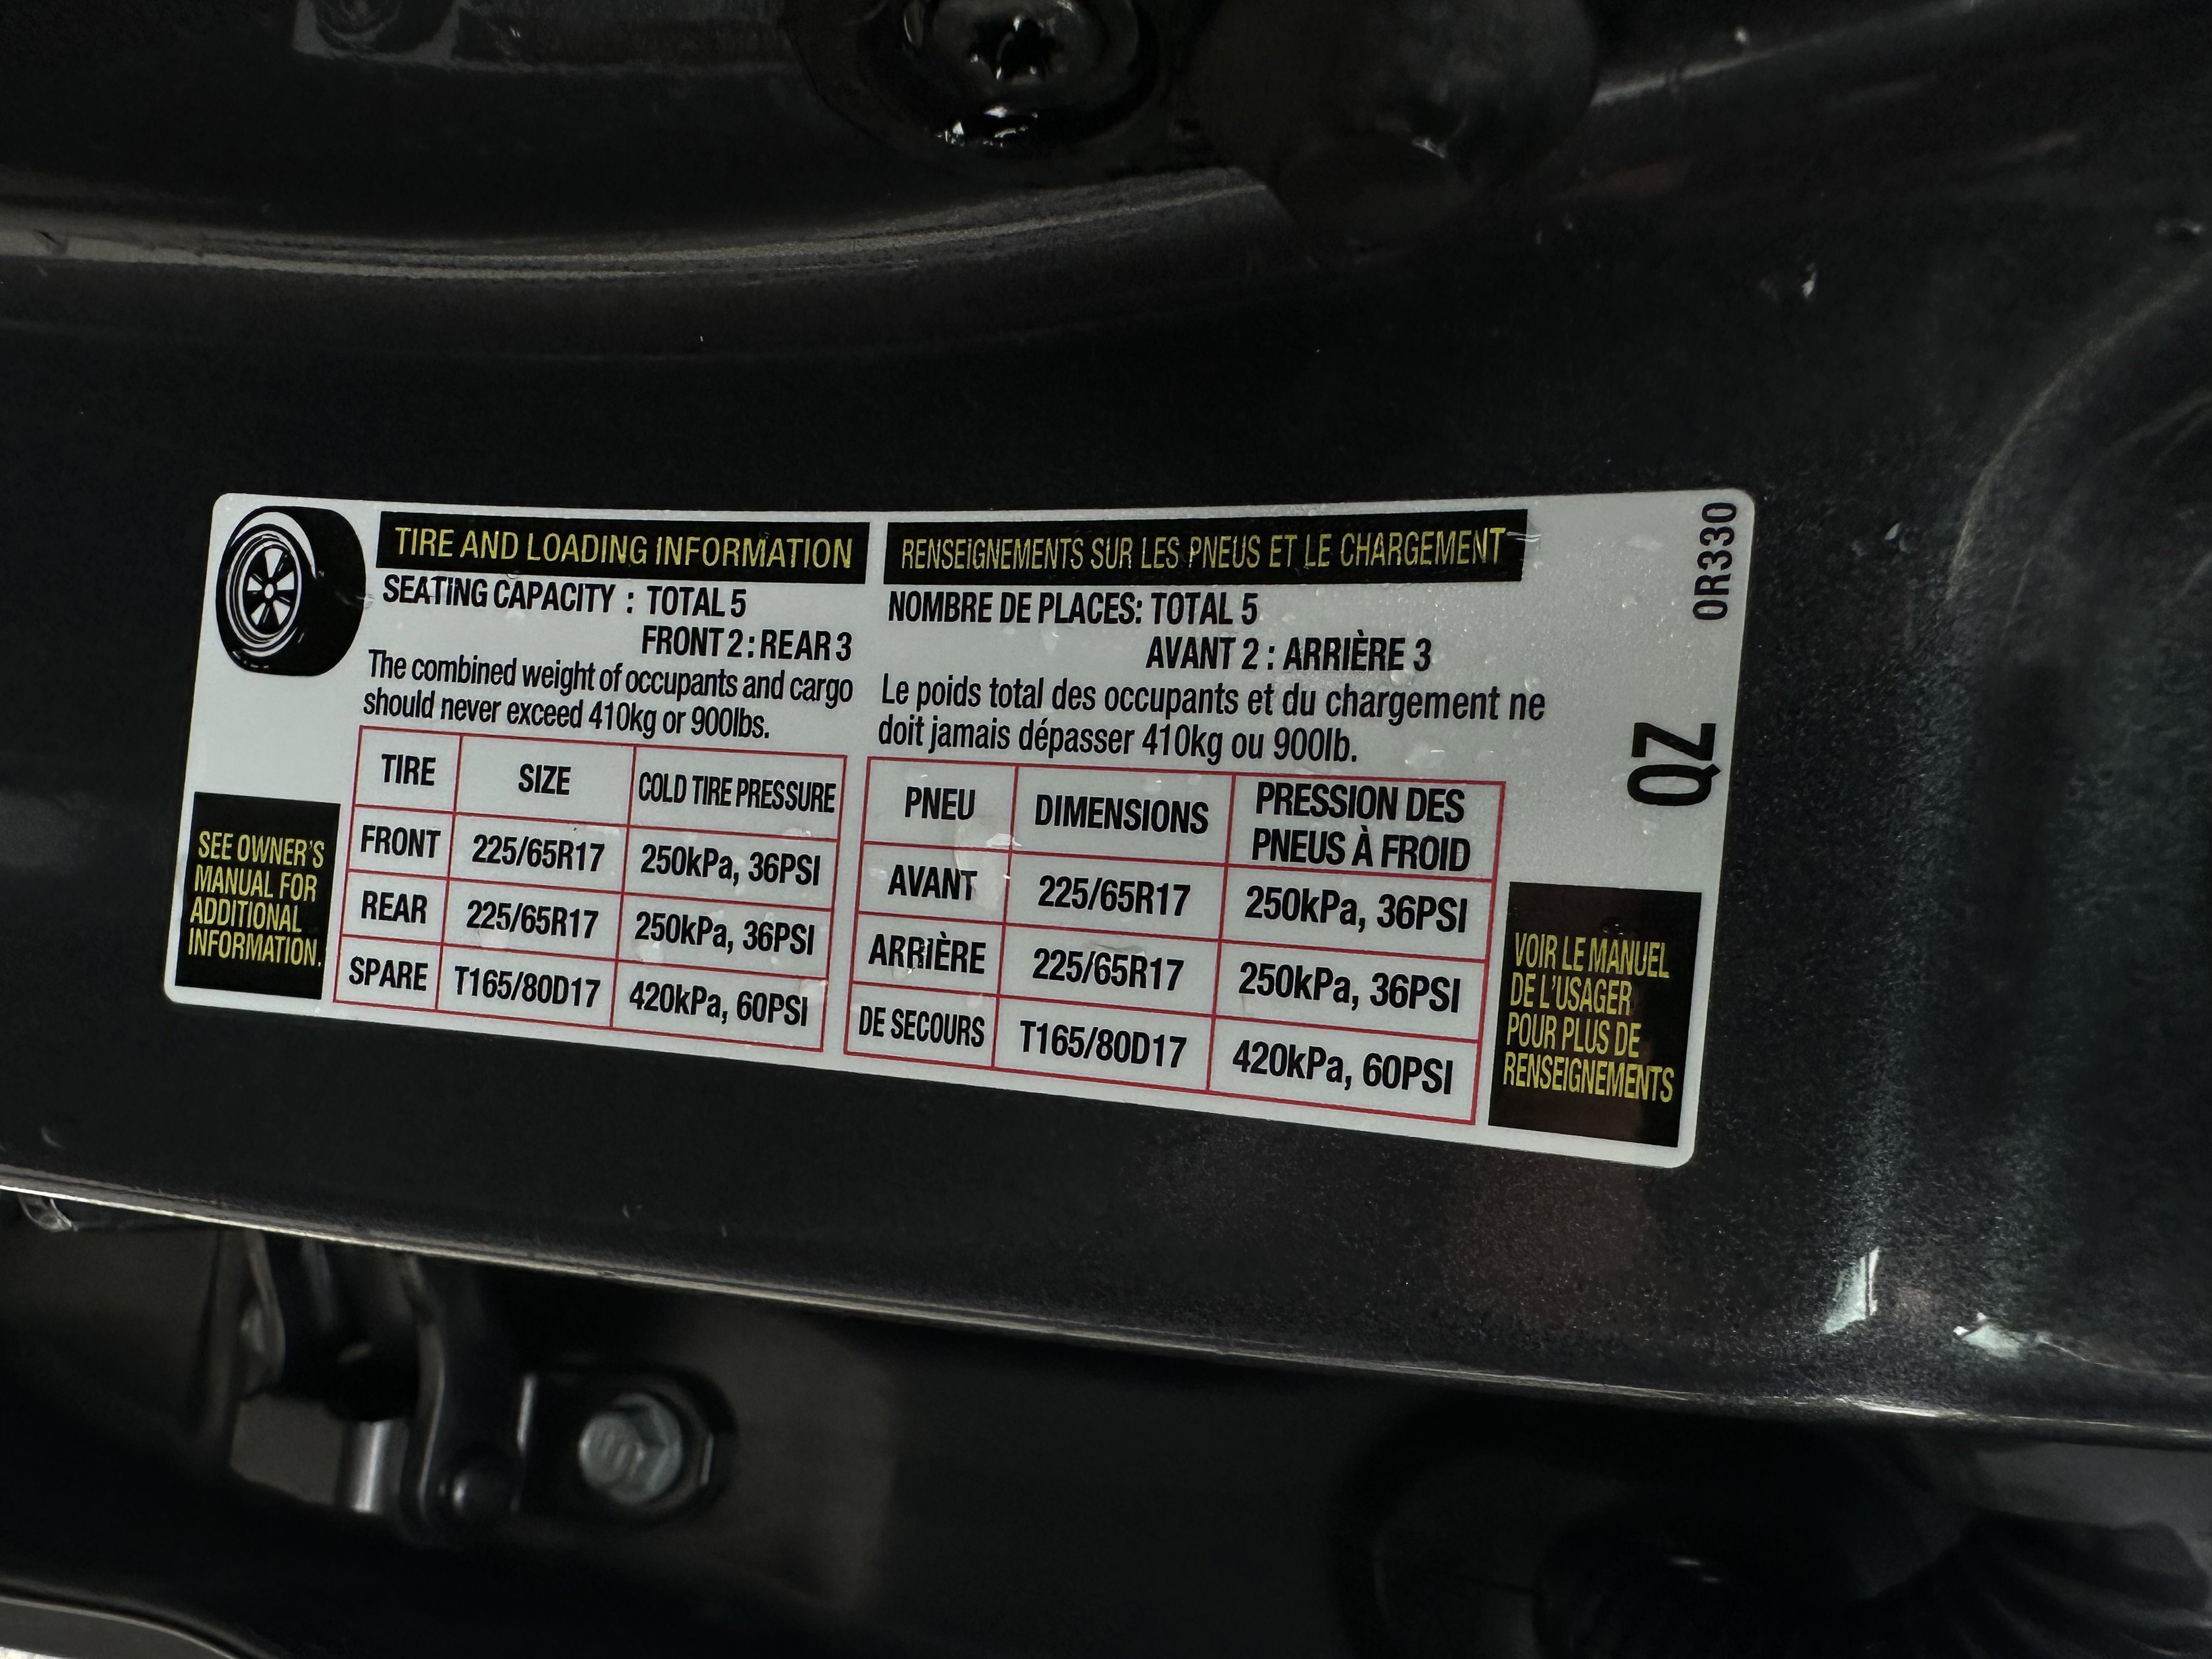 TIRE AND LOADING INFORMATION
SEATING CAPACITY : TOTAL 5
FRONT 2 : REAR 3
The combined weight of occupants and cargo
should never exceed 410kg or 900lbs.
TIRE SIZE COLD TIRE PRESSURE
FRONT 225/65R17 250kPa, 36PSI
REAR 225/65R17 250kPa, 36PSI
SPARE T165/80D17 420kPa, 60PSI
SEE OWNER'S
MANUAL FOR
ADDITIONAL
INFORMATION.
RENSEIGNEMENTS SUR LES PNEUS ET LE CHARGEMENT
NOMBRE DE PLACES: TOTAL 5
AVANT 2 : ARRIÈRE 3
Le poids total des occupants et du chargement ne
doit jamais dépasser 410kg ou 900lb.
PNEU DIMENSIONS PRESSION DES
PNEUS À FROID
AVANT 225/65R17 250kPa, 36PSI
ARRIÈRE 225/65R17 250kPa, 36PSI
DE SECOURS T165/80D17 420kPa, 60PSI
VOIR LE MANUEL
DE L'USAGER
POUR PLUS DE
RENSEIGNEMENTS
0R330
QZ